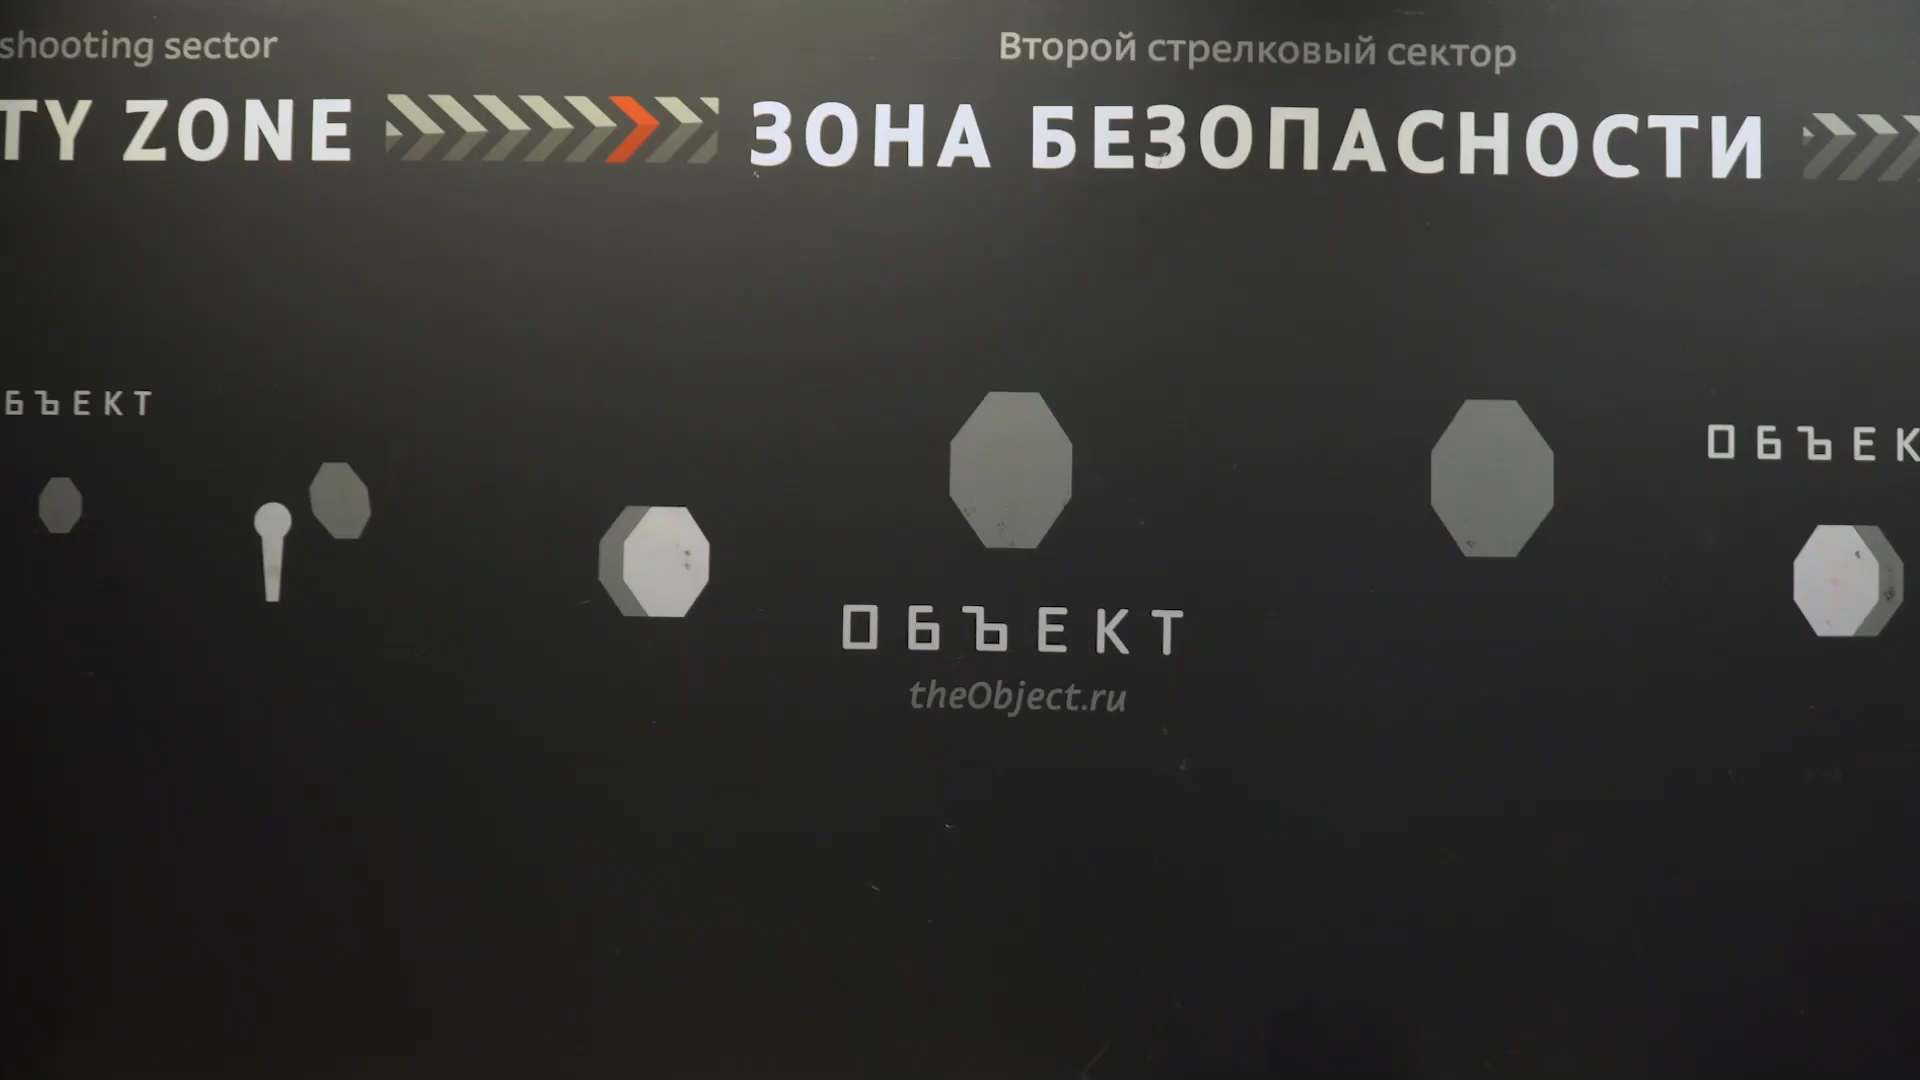 shooting sector
Второй стрелковый сектор
TY ZONE
ЗОНА БЕЗОПАСНОСТИ
БЪЕКТ
ОБЪЕК
ОБЪЕКТ
theObject.ru